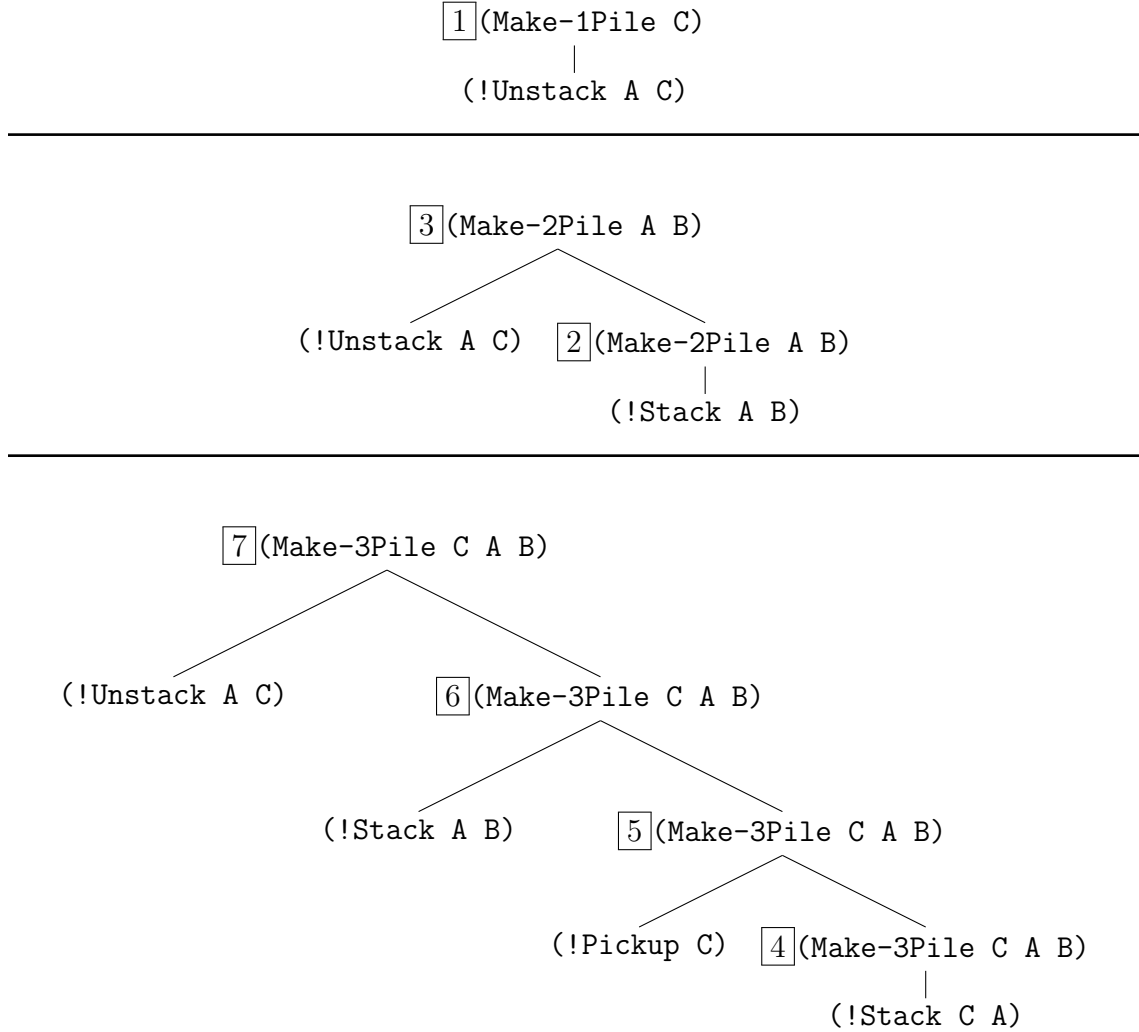 1 (Make-1Pile C)
(!Unstack A C)
3 (Make-2Pile A B)
(!Unstack A C) 2 (Make-2Pile A B)
(!Stack A B)
7 (Make-3Pile C A B)
(!Unstack A C) 6 (Make-3Pile C A B)
(!Stack A B) 5 (Make-3Pile C A B)
(!Pickup C) 4 (Make-3Pile C A B)
(!Stack C A)